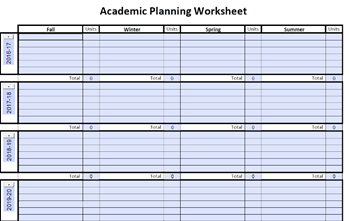 Academic Planning Worksheet
Fall Units Winter Units Spring Units Summer Units
2016-17
Total 0 Total 0 Total 0 Total 0
2017-18
Total 0 Total 0 Total 0 Total 0
2018-19
Total 0 Total 0 Total 0 Total 0
2019-20